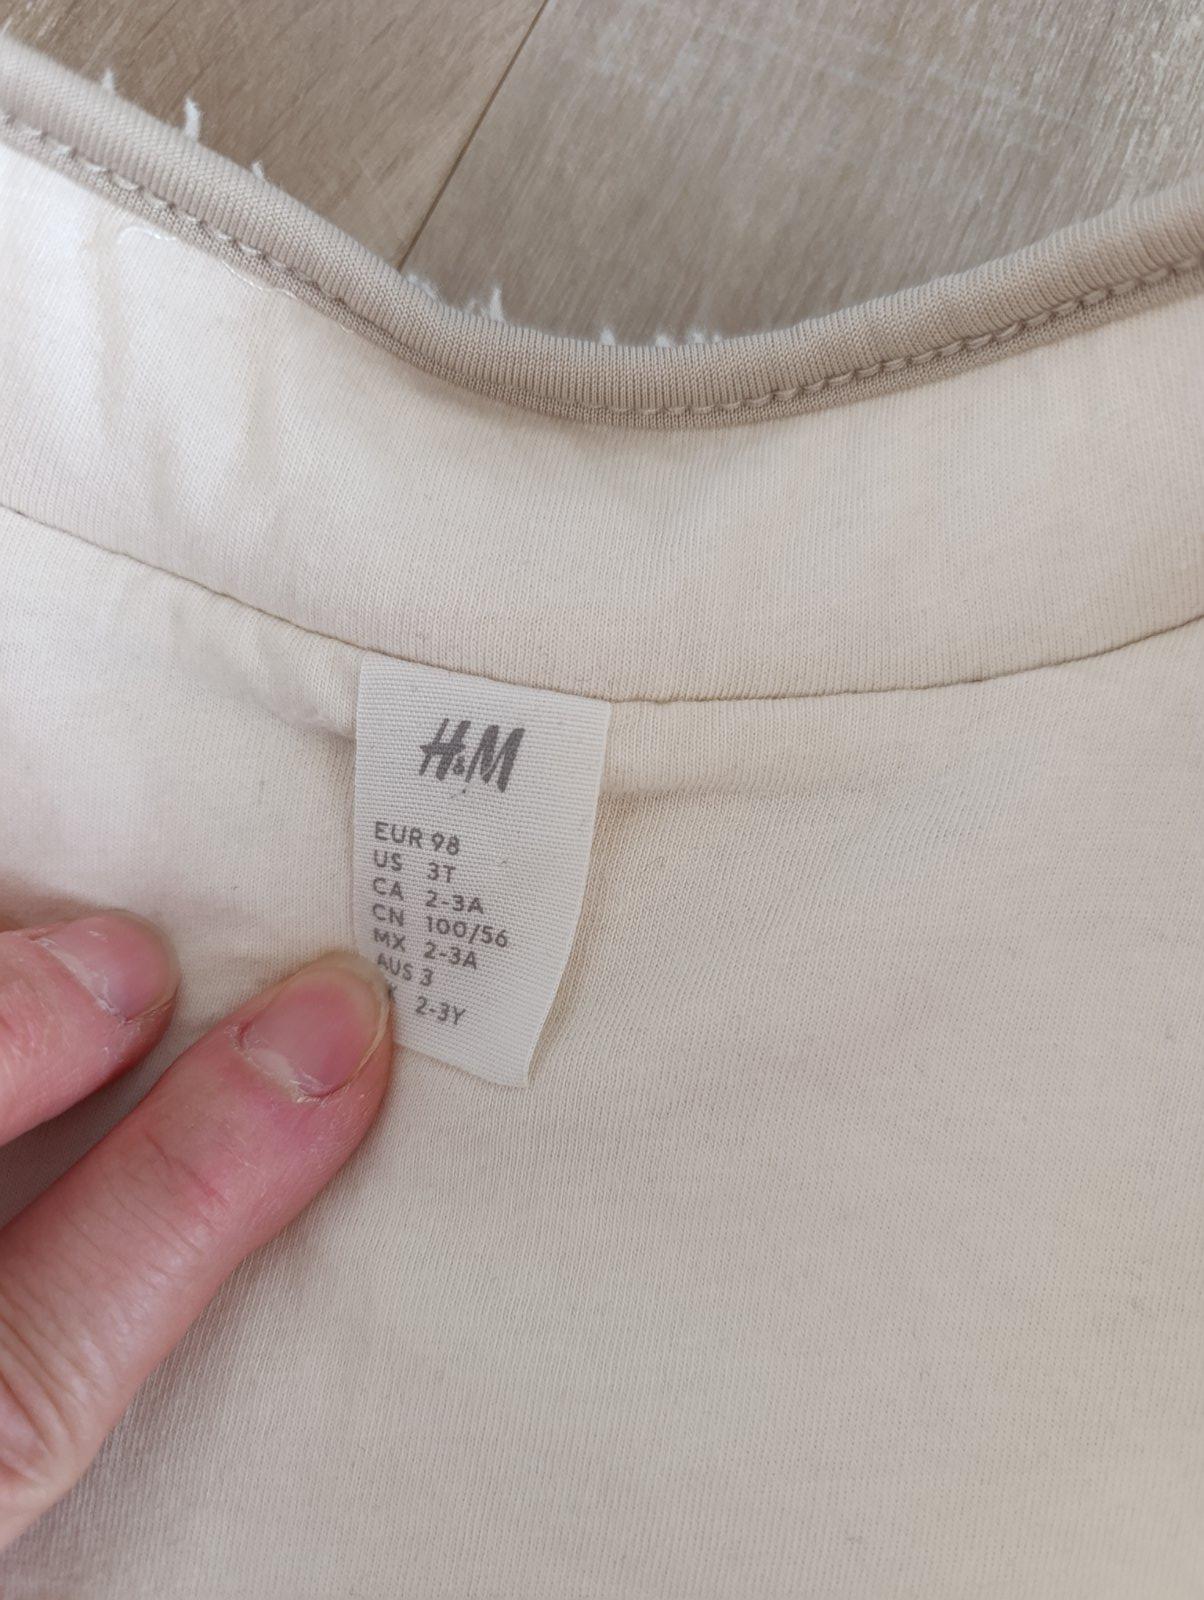 H&M
EUR 98
US 3T
CA 2-3A
CN 100/56
MX 2-3A
AUS 3
2-3Y